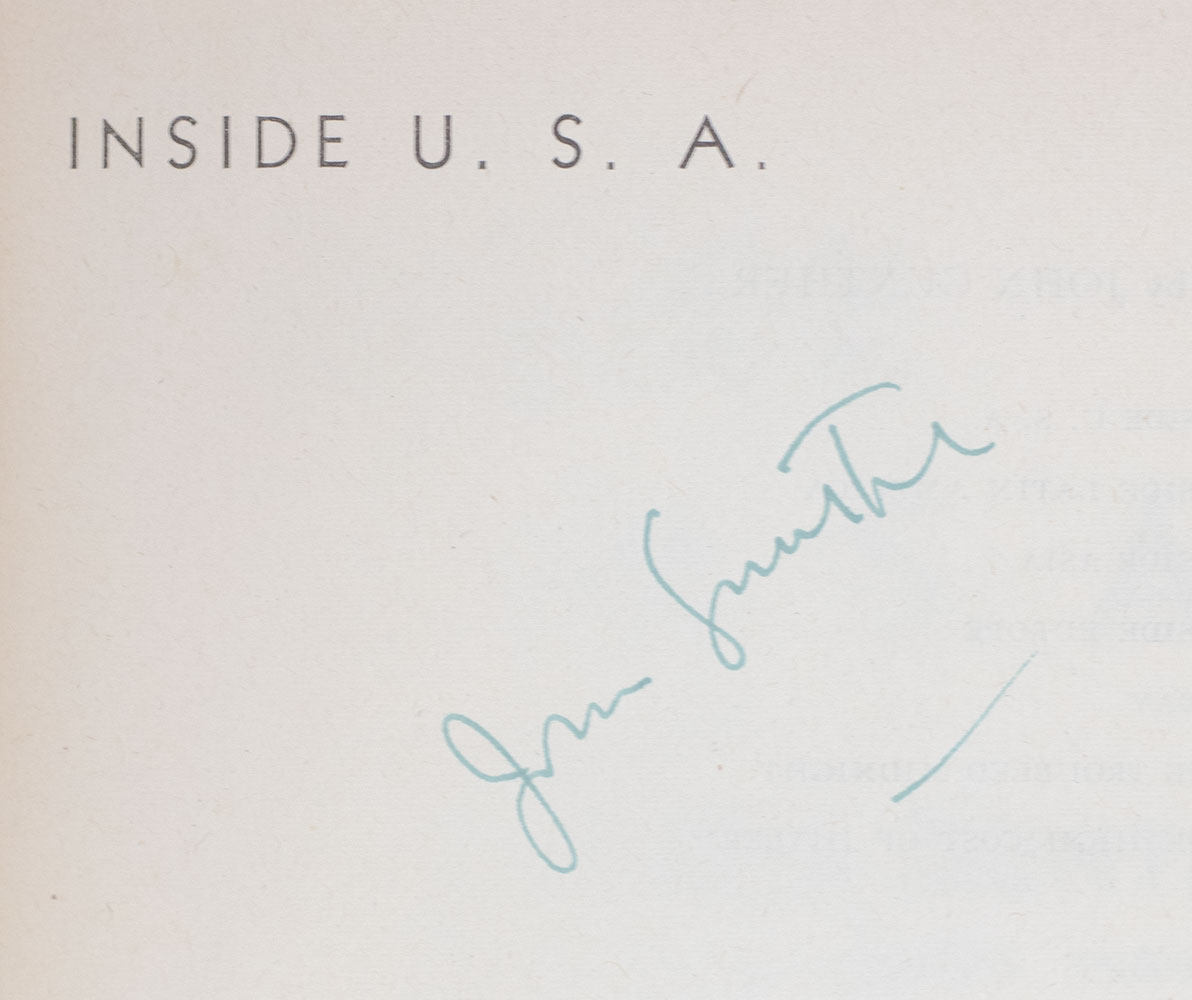 INSIDE U. S. A.
John Gunther